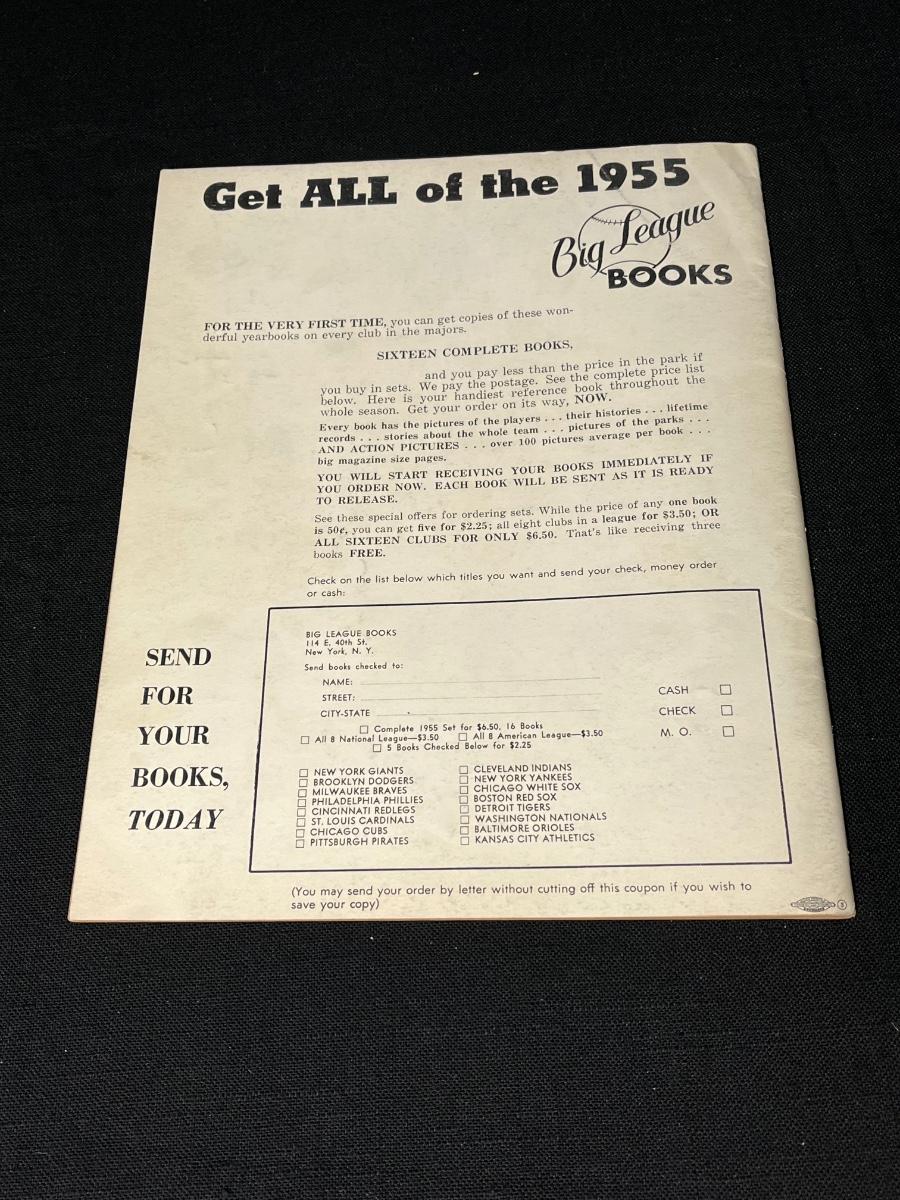 Get ALL of the 1955
Big League
BOOKS
FOR THE VERY FIRST TIME, you can get copies of these won-
derful yearbooks on every club in the majors.
SIXTEEN COMPLETE BOOKS,
and you pay less than the price in the park if
you buy in sets. We pay the postage. See the complete price list
below. Here is your handiest reference book throughout the
whole season. Get your order on its way, NOW.
Every book has the pictures of the players . . . their histories . . . lifetime
records . . . stories about the whole team . . . pictures of the parks . . .
AND ACTION PICTURES . . . over 100 pictures average per book . . .
big magazine size pages.
YOU WILL START RECEIVING YOUR BOOKS IMMEDIATELY IF
YOU ORDER NOW. EACH BOOK WILL BE SENT AS IT IS READY
TO RELEASE.
See these special offers for ordering sets. While the price of any one book
is 50¢, you can get five for $2.25; all eight clubs in a league for $3.50; OR
ALL SIXTEEN CLUBS FOR ONLY $6.50. That's like receiving three
books FREE.
Check on the list below which titles you want and send your check, money order
or cash:
SEND
FOR
YOUR
BOOKS,
TODAY
BIG LEAGUE BOOKS
114 E. 40th St.
New York, N. Y.
Send books checked to:
NAME:
STREET:
CITY-STATE
CASH
CHECK
M. O.
Complete 1955 Set for $6.50, 16 Books
All 8 National League—$3.50 All 8 American League—$3.50
5 Books Checked Below for $2.25
NEW YORK GIANTS
BROOKLYN DODGERS
MILWAUKEE BRAVES
PHILADELPHIA PHILLIES
CINCINNATI REDLEGS
ST. LOUIS CARDINALS
CHICAGO CUBS
PITTSBURGH PIRATES
CLEVELAND INDIANS
NEW YORK YANKEES
CHICAGO WHITE SOX
BOSTON RED SOX
DETROIT TIGERS
WASHINGTON NATIONALS
BALTIMORE ORIOLES
KANSAS CITY ATHLETICS
(You may send your order by letter without cutting off this coupon if you wish to
save your copy)